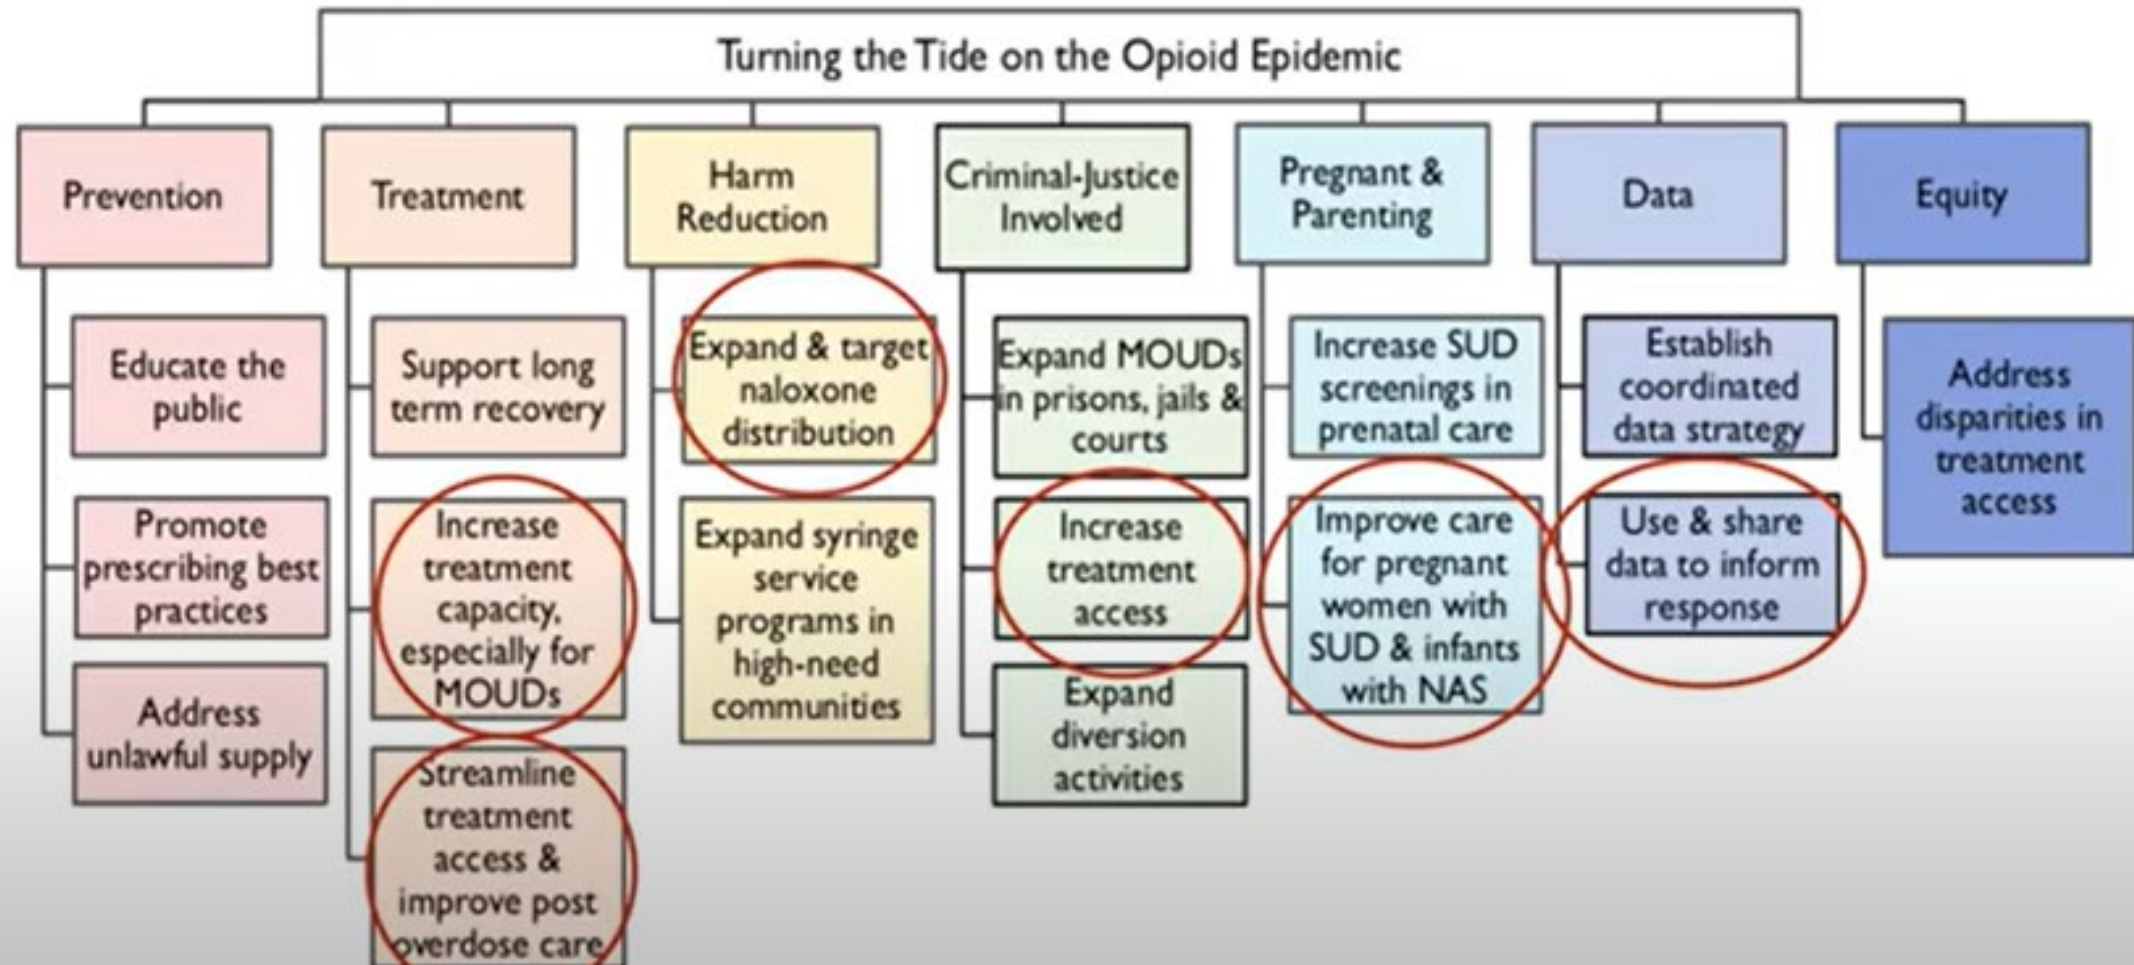 Turning the Tide on the Opioid Epidemic
Prevention
Treatment
Harm
Reduction
Criminal-Justice
Involved
Pregnant &
Parenting
Data
Equity
Educate the
public
Promote
prescribing best
practices
Address
unlawful supply
Support long
term recovery
Increase
treatment
capacity,
especially for
MOUDs
Streamline
treatment
access &
improve post
overdose care
Expand & target
naloxone
distribution
Expand syringe
service
programs in
high-need
communities
Expand MOUDs
in prisons, jails &
courts
Increase
treatment
access
Expand
diversion
activities
Increase SUD
screenings in
prenatal care
Improve care
for pregnant
women with
SUD & infants
with NAS
Establish
coordinated
data strategy
Use & share
data to inform
response
Address
disparities in
treatment
access